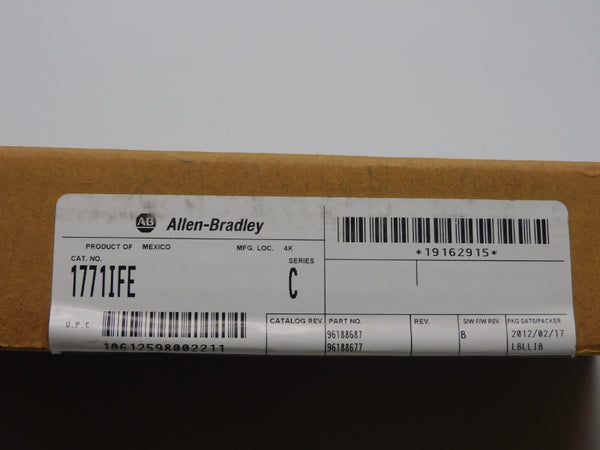 AB Allen-Bradley
*19162915*
PRODUCT OF MEXICO MFG. LOC. 4K
CAT. NO. SERIES
1771IFE C
U.P.C.
10612598002211
CATALOG REV. PART NO. REV. S/W F/W REV. PKG DATE/PACKER
96188687 B 2012/02/17
96188677 LBLLIB